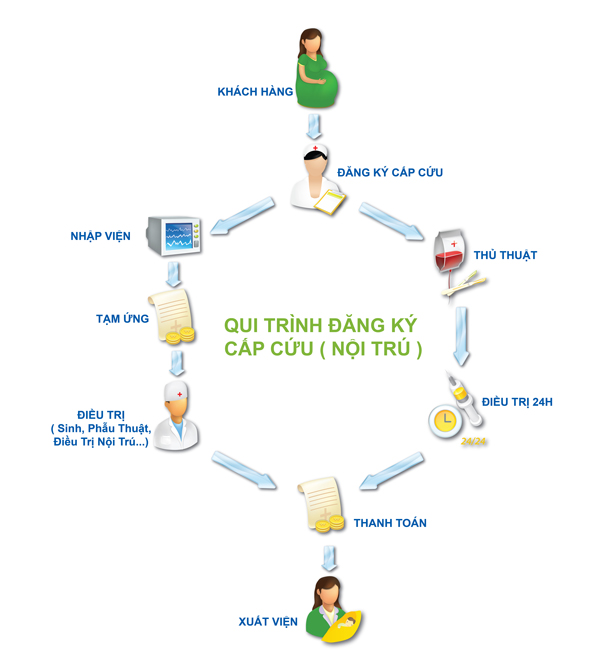 KHÁCH HÀNG
ĐĂNG KÝ CẤP CỨU
NHẬP VIỆN
THỦ THUẬT
TẠM ỨNG
QUI TRÌNH ĐĂNG KÝ
CẤP CỨU ( NỘI TRÚ )
ĐIỀU TRỊ
( Sinh, Phẫu Thuật,
Điều Trị Nội Trú...)
ĐIỀU TRỊ 24H
24/24
THANH TOÁN
XUẤT VIỆN